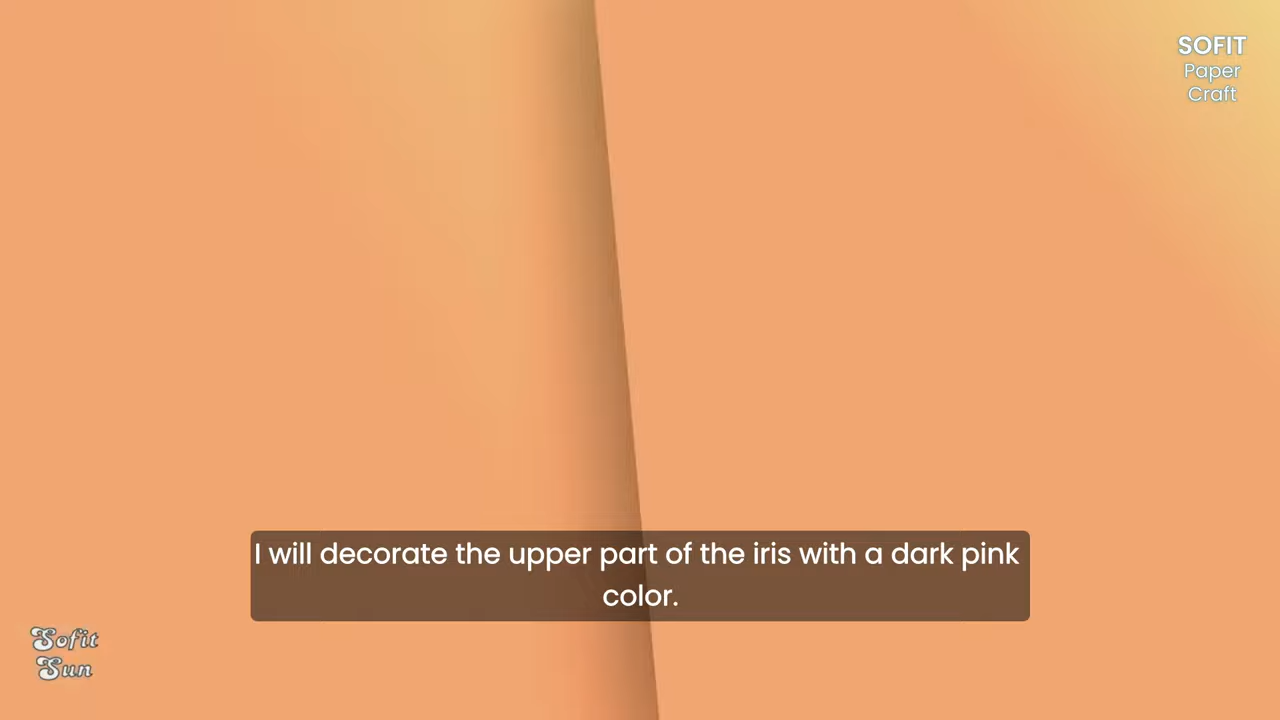 SOFIT
Paper
Craft
I will decorate the upper part of the iris with a dark pink
color.
Sofit
Sun